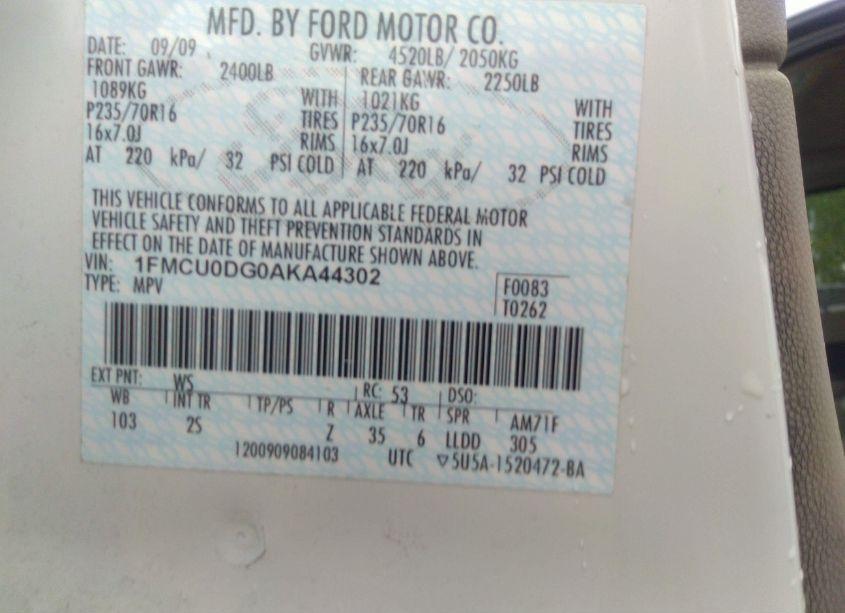 MFD. BY FORD MOTOR CO.
DATE: 09/09 GVWR: 4520LB/ 2050KG
FRONT GAWR: 2400LB REAR GAWR: 2250LB
1089KG WITH 1021KG WITH
P235/70R16 TIRES P235/70R16 TIRES
16x7.0J RIMS 16x7.0J RIMS
AT 220 kPa/ 32 PSI COLD AT 220 kPa/ 32 PSI COLD
THIS VEHICLE CONFORMS TO ALL APPLICABLE FEDERAL MOTOR
VEHICLE SAFETY AND THEFT PREVENTION STANDARDS IN
EFFECT ON THE DATE OF MANUFACTURE SHOWN ABOVE.
VIN: 1FMCU0DG0AKA44302
TYPE: MPV
F0083
T0262
EXT PNT: WS RC: 53 DSO:
WB INT TR TP/PS R AXLE TR SPR AM71F
103 2S Z 35 6 LLDD 305
1200909084103 UTC ▽5U5A-1520472-BA